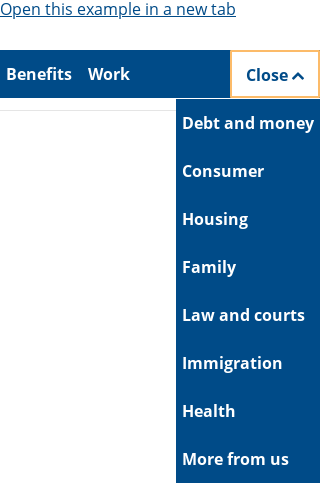 Open this example in a new tab
Benefits Work Close
Debt and money
Consumer
Housing
Family
Law and courts
Immigration
Health
More from us